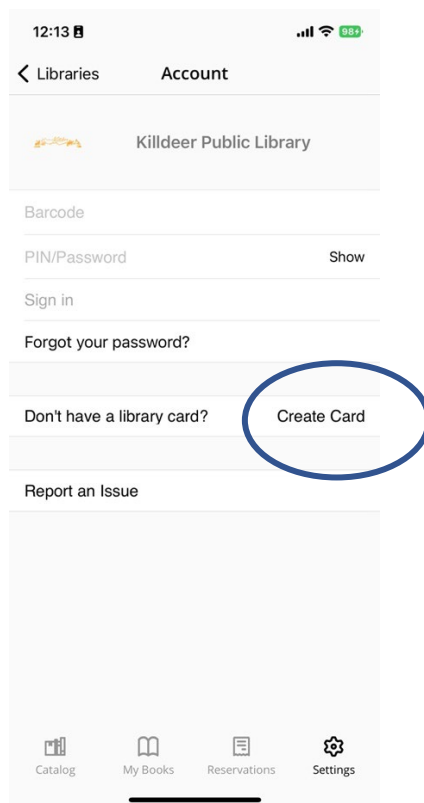 12:13
98
Libraries Account
Killdeer Public Library
Barcode
PIN/Password Show
Sign in
Forgot your password?
Don't have a library card? Create Card
Report an Issue
Catalog My Books Reservations Settings